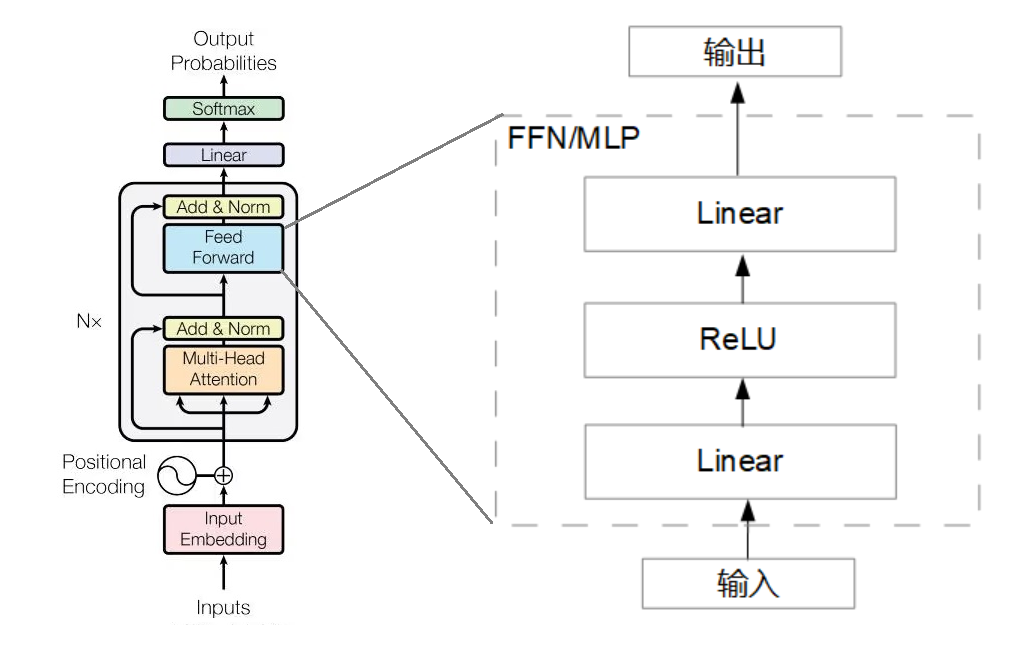 Output
Probabilities
Softmax
Linear
Add & Norm
Feed
Forward
Nx
Add & Norm
Multi-Head
Attention
Positional
Encoding
Input
Embedding
Inputs
输出
FFN/MLP
Linear
ReLU
Linear
输入